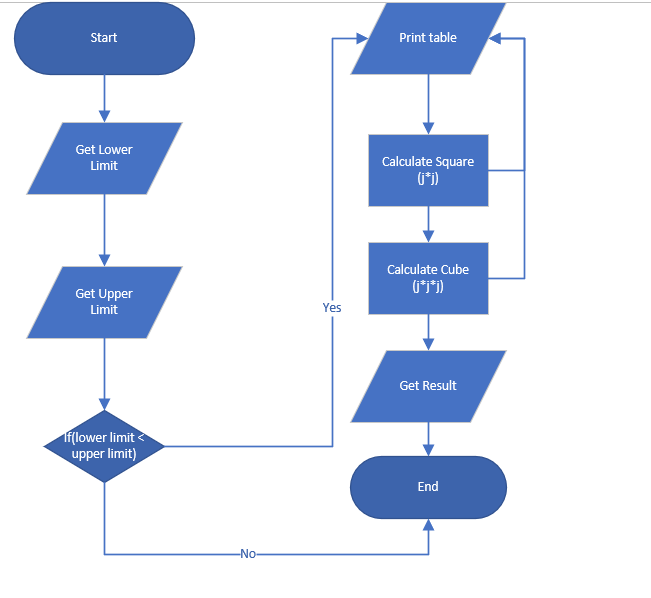 Start
Get Lower
Limit
Get Upper
Limit
If(lower limit <
upper limit)
Yes
No
Print table
Calculate Square
(j*j)
Calculate Cube
(j*j*j)
Get Result
End